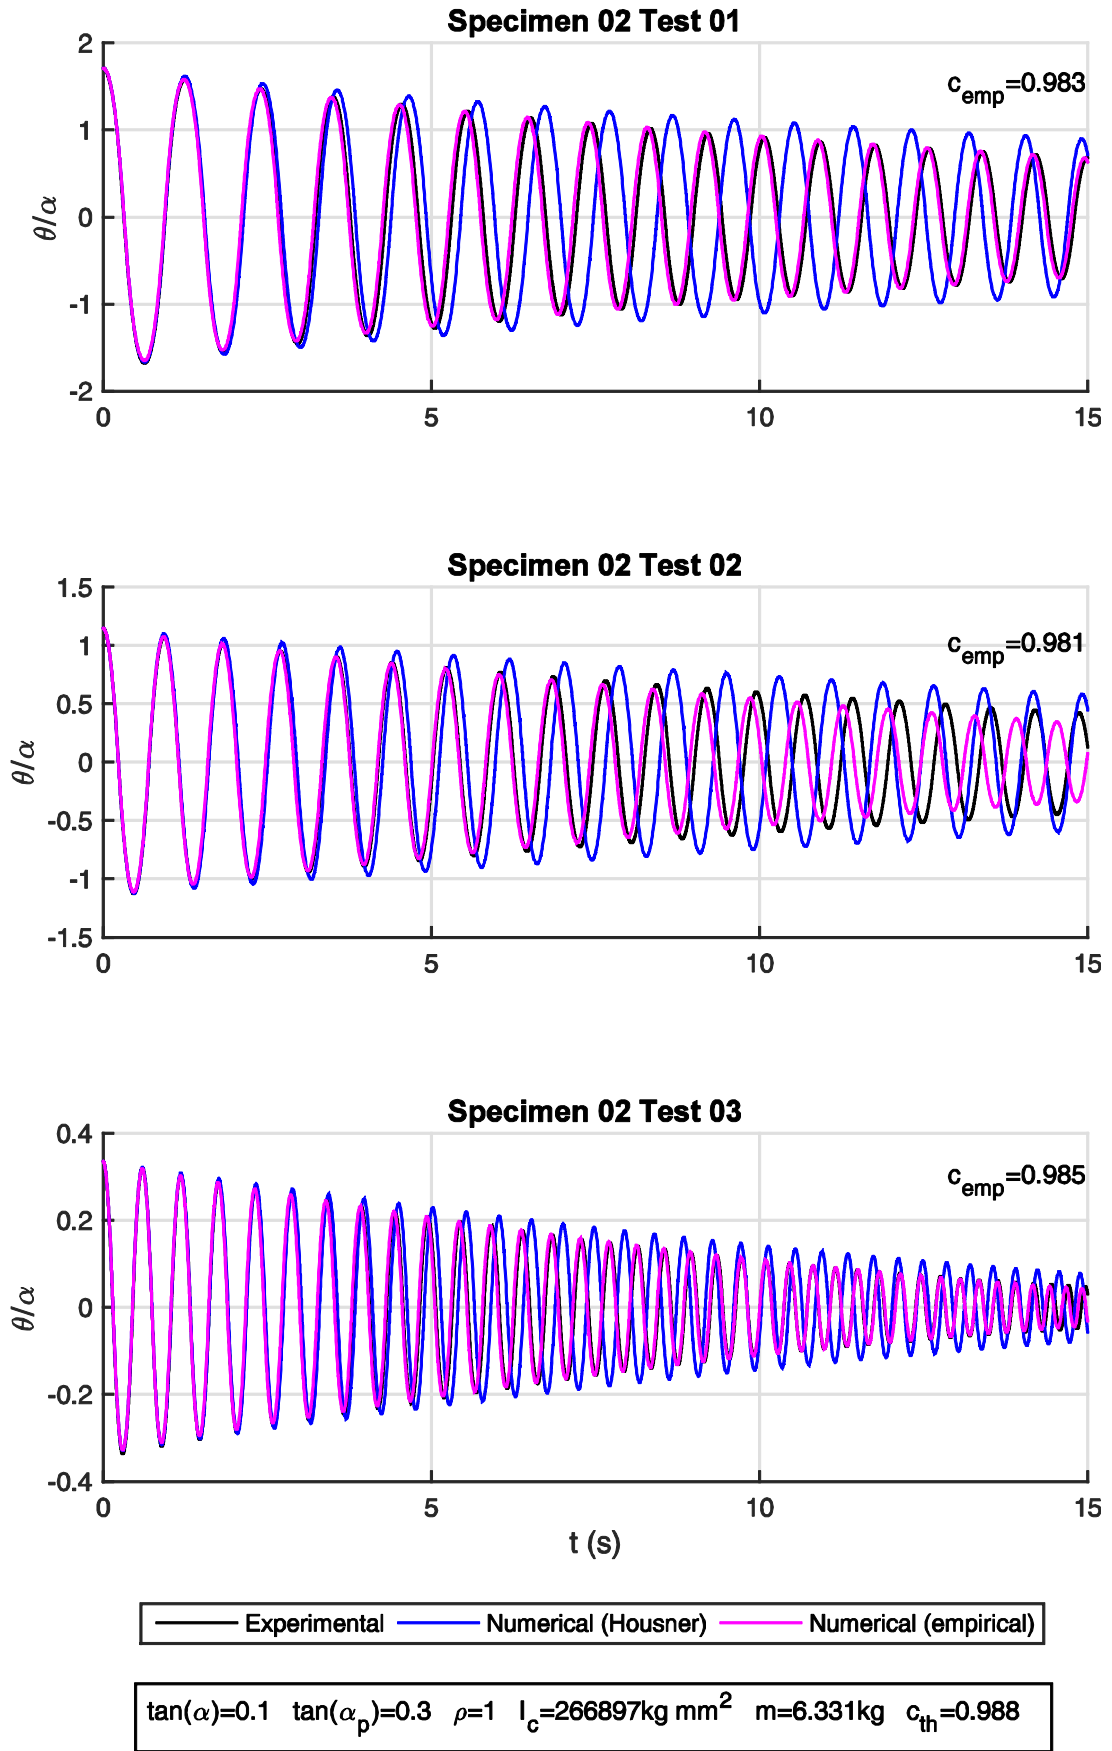 Specimen 02 Test 01
c_emp=0.983
2
1
0
-1
-2
θ/α
0 5 10 15
Specimen 02 Test 02
c_emp=0.981
1.5
1
0.5
0
-0.5
-1
-1.5
θ/α
0 5 10 15
Specimen 02 Test 03
c_emp=0.985
0.4
0.2
0
-0.2
-0.4
θ/α
0 5 10 15
t (s)
Experimental Numerical (Housner) Numerical (empirical)
tan(α)=0.1 tan(α_p)=0.3 ρ=1 I_c=266897kg mm² m=6.331kg c_th=0.988